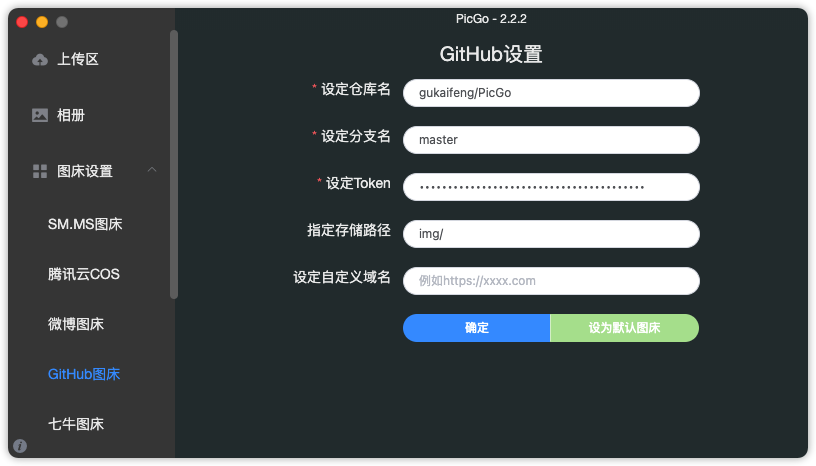 PicGo - 2.2.2
上传区
相册
图床设置
SM.MS图床
腾讯云COS
微博图床
GitHub图床
七牛图床
GitHub设置
* 设定仓库名
gukaifeng/PicGo
* 设定分支名
master
* 设定Token
指定存储路径
img/
设定自定义域名
例如https://xxxx.com
确定
设为默认图床